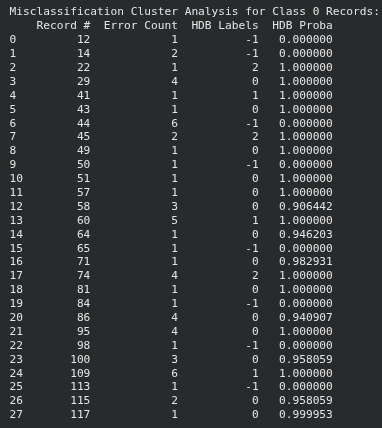 Misclassification Cluster Analysis for Class 0 Records:
Record # Error Count HDB Labels HDB Proba
0 12 1 -1 0.000000
1 14 2 -1 0.000000
2 22 1 2 1.000000
3 29 4 0 1.000000
4 41 1 1 1.000000
5 43 1 0 1.000000
6 44 6 -1 0.000000
7 45 2 2 1.000000
8 49 1 0 1.000000
9 50 1 -1 0.000000
10 51 1 0 1.000000
11 57 1 0 1.000000
12 58 3 0 0.906442
13 60 5 1 1.000000
14 64 1 0 0.946203
15 65 1 -1 0.000000
16 71 1 0 0.982931
17 74 4 2 1.000000
18 81 1 0 1.000000
19 84 1 -1 0.000000
20 86 4 0 0.940907
21 95 4 0 1.000000
22 98 1 -1 0.000000
23 100 3 0 0.958059
24 109 6 1 1.000000
25 113 1 -1 0.000000
26 115 2 0 0.958059
27 117 1 0 0.999953